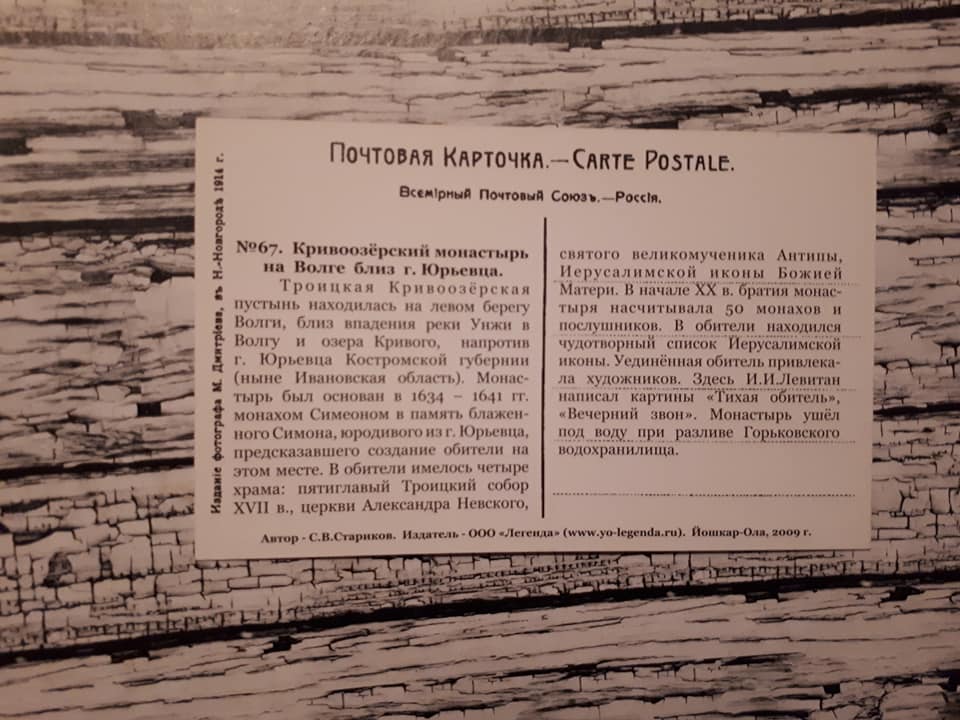 Почтовая Карточка.—Carte Postale.
Всемірный Почтовый Союзъ.—Россія.
Изданіе фотографа М. Дмитріева, въ Н.-Новгородѣ 1914 г.
№67. Кривоозёрский монастырь
на Волге близ г. Юрьевца.
Троицкая Кривоозёрская
пустынь находилась на левом берегу
Волги, близ впадения реки Унжи в
Волгу и озера Кривого, напротив
г. Юрьевца Костромской губернии
(ныне Ивановская область). Монас-
тырь был основан в 1634 – 1641 гг.
монахом Симеоном в память блажен-
ного Симона, юродивого из г. Юрьевца,
предсказавшего создание обители на
этом месте. В обители имелось четыре
храма: пятиглавый Троицкий собор
XVII в., церкви Александра Невского,
святого великомученика Антипы,
Иерусалимской иконы Божией
Матери. В начале XX в. братия монас-
тыря насчитывала 50 монахов и
послушников. В обители находился
чудотворный список Иерусалимской
иконы. Уединённая обитель привлека-
ла художников. Здесь И.И.Левитан
написал картины «Тихая обитель»,
«Вечерний звон». Монастырь ушёл
под воду при разливе Горьковского
водохранилища.
Автор - С.В.Стариков. Издатель - ООО «Легенда» (www.yo-legenda.ru). Йошкар-Ола, 2009 г.